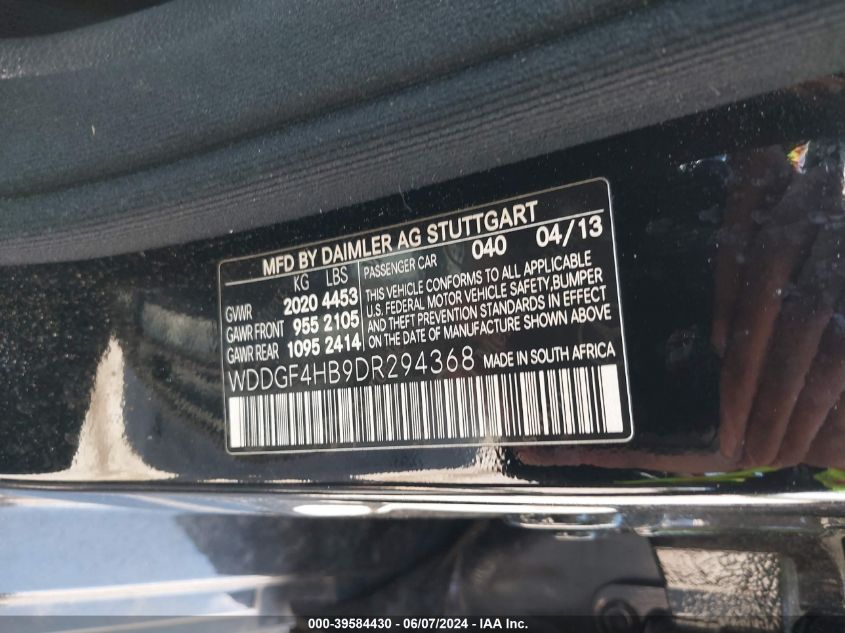 MFD BY DAIMLER AG STUTTGART
KG LBS PASSENGER CAR 040 04/13
GVWR 2020 4453
GAWR FRONT 955 2105
GAWR REAR 1095 2414
THIS VEHICLE CONFORMS TO ALL APPLICABLE
U.S. FEDERAL MOTOR VEHICLE SAFETY,BUMPER
AND THEFT PREVENTION STANDARDS IN EFFECT
ON THE DATE OF MANUFACTURE SHOWN ABOVE
WDDGF4HB9DR294368 MADE IN SOUTH AFRICA
000-39584430 - 06/07/2024 - IAA Inc.